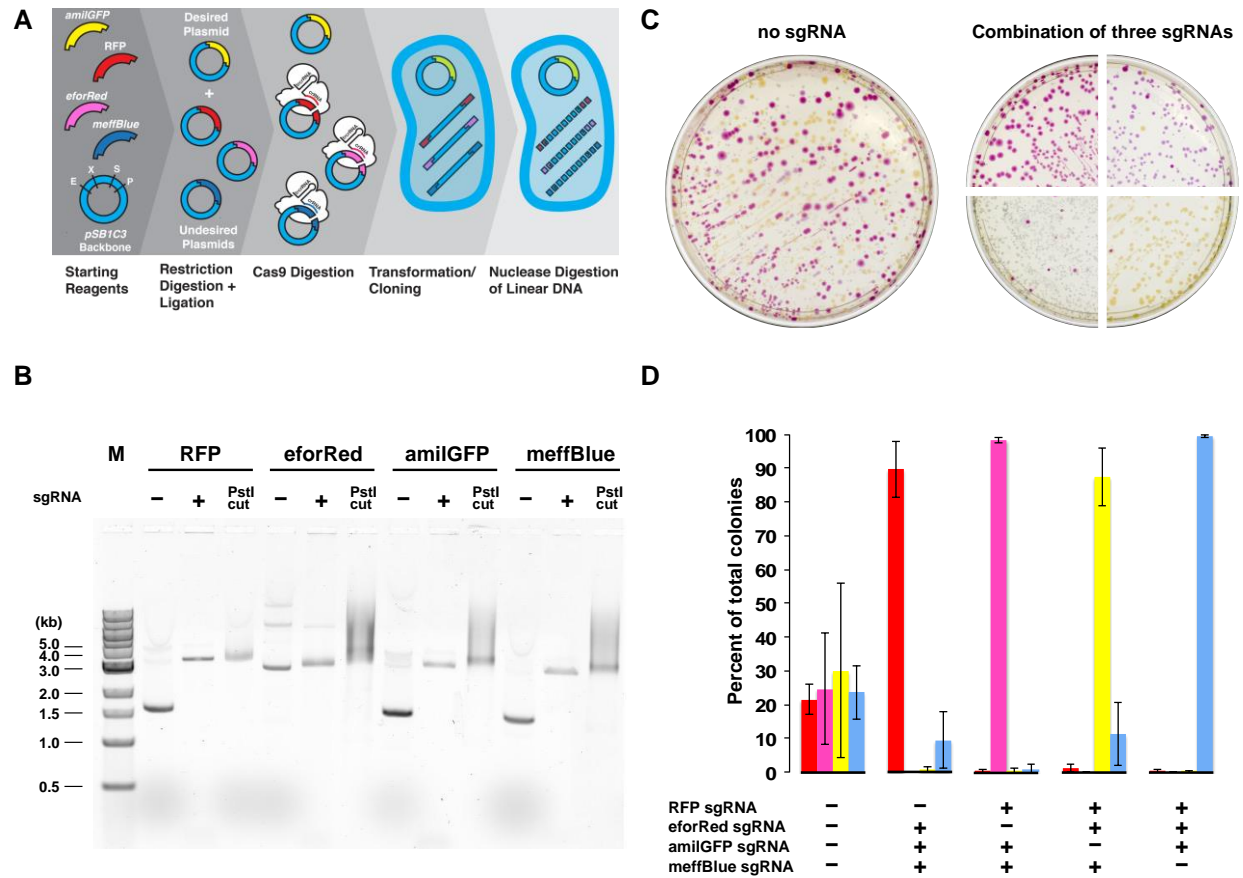 A
amilGFP
RFP
eforRed
meffBlue
E X S P
pSB1C3
Backbone
Desired
Plasmid
+
Undesired
Plasmids
Starting
Reagents
Restriction
Digestion +
Ligation
Cas9 Digestion
Transformation/
Cloning
Nuclease Digestion
of Linear DNA
C
no sgRNA
Combination of three sgRNAs
B
M
RFP
eforRed
amilGFP
meffBlue
sgRNA
− + PstI cut − + PstI cut − + PstI cut − + PstI cut
(kb)
5.0
4.0
3.0
2.0
1.5
1.0
0.5
D
Percent of total colonies
100
90
80
70
60
50
40
30
20
10
0
RFP sgRNA − − + + +
eforRed sgRNA − + − + +
amilGFP sgRNA − + + − +
meffBlue sgRNA − + + + −